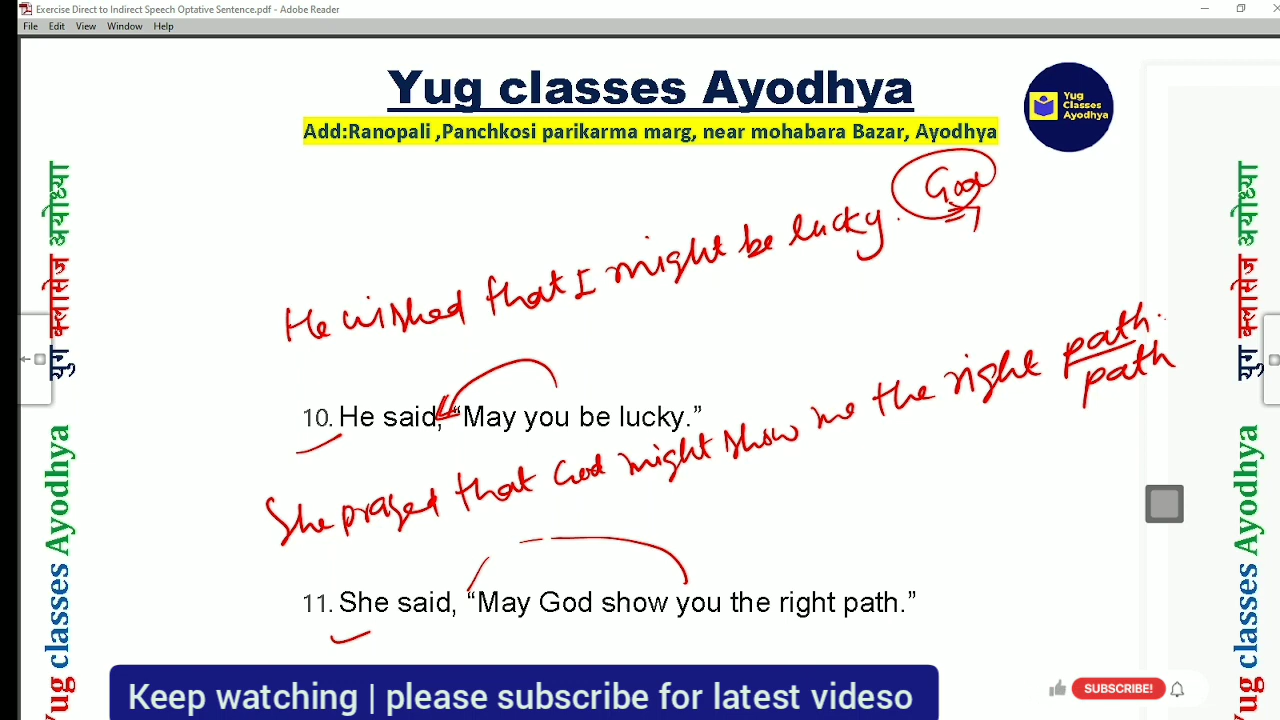 Exercise Direct to Indirect Speech Optative Sentence.pdf - Adobe Reader
File Edit View Window Help
Yug classes Ayodhya
Add:Ranopali ,Panchkosi parikarma marg, near mohabara Bazar, Ayodhya
Yug
Classes
Ayodhya
God
He wished that I might be lucky.
10. He said, “May you be lucky.”
She prayed that God might show me the right path.
path
11. She said, “May God show you the right path.”
युग क्लासेज अयोध्या
Yug classes Ayodhya
युग क्लासेज अयोध्या
Yug classes Ayodhya
Keep watching | please subscribe for latest videso
SUBSCRIBE!